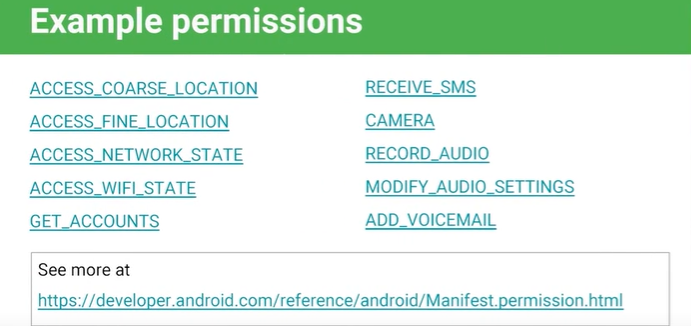 Example permissions
ACCESS_COARSE_LOCATION
ACCESS_FINE_LOCATION
ACCESS_NETWORK_STATE
ACCESS_WIFI_STATE
GET_ACCOUNTS
RECEIVE_SMS
CAMERA
RECORD_AUDIO
MODIFY_AUDIO_SETTINGS
ADD_VOICEMAIL
See more at
https://developer.android.com/reference/android/Manifest.permission.html